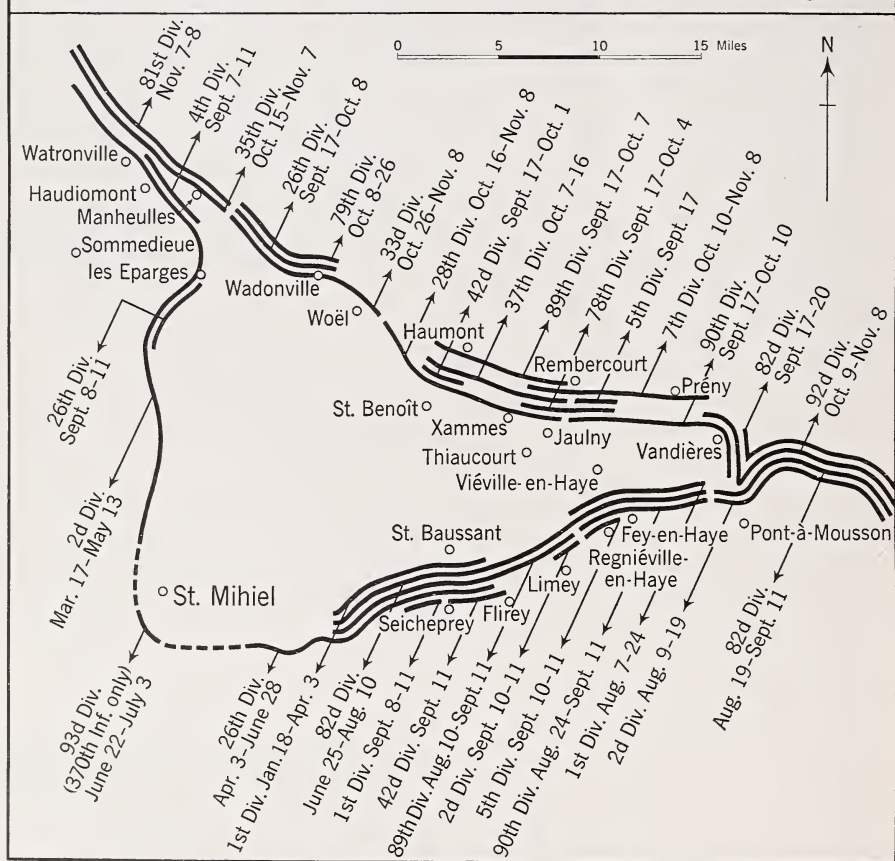 0 5 10 15 Miles
N
81st Div.
Nov. 7-8
4th Div.
Sept. 7-11
35th Div.
Oct. 15-Nov. 7
26th Div.
Sept. 17-Oct. 8
79th Div.
Oct. 8-26
33d Div.
Oct. 26-Nov. 8
28th Div. Oct. 16-Nov. 8
42d Div. Sept. 17-Oct. 1
37th Div. Oct. 7-16
89th Div. Sept. 17-Oct. 7
78th Div. Sept. 17-Oct. 4
5th Div. Sept. 17
7th Div. Oct. 10-Nov. 8
90th Div.
Sept. 17-Oct. 10
82d Div.
Sept. 17-20
92d Div.
Oct. 9-Nov. 8
Watronville
Haudiomont
Manheulles
Sommedieue
les Eparges
Wadonville
Woël
Haumont
Rembercourt
Prény
St. Benoît
Xammes
Jaulny
Thiaucourt
Vandières
Viéville-en-Haye
St. Baussant
Fey-en-Haye
Pont-à-Mousson
Regniéville-
en-Haye
Limey
St. Mihiel
Seicheprey
Flirey
26th Div.
Sept. 8-11
2d Div.
Mar. 17-May 13
93d Div.
(370th Inf. only)
June 22-July 3
26th Div.
Apr. 3-June 28
1st Div. Jan. 18-Apr. 3
82d Div.
June 25-Aug. 10
1st Div. Sept. 8-11
42d Div. Sept. 11
89th Div. Aug. 10-Sept. 11
2d Div. Sept. 10-11
5th Div. Sept. 10-11
90th Div. Aug. 24-Sept. 11
1st Div. Aug. 7-24
2d Div. Aug. 9-19
82d Div.
Aug. 19-Sept. 11